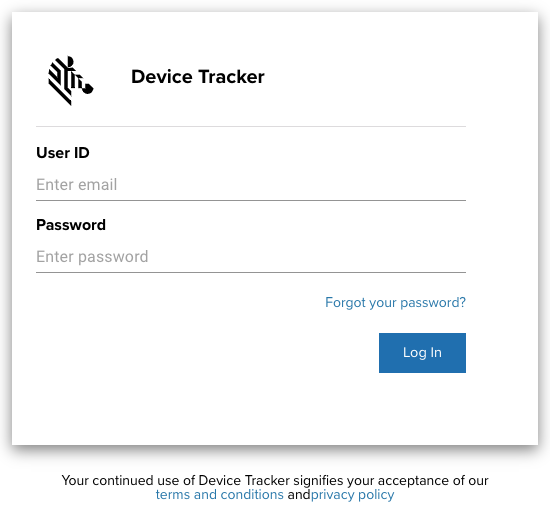 Device Tracker
User ID
Enter email
Password
Enter password
Forgot your password?
Log In
Your continued use of Device Tracker signifies your acceptance of our
terms and conditions andprivacy policy